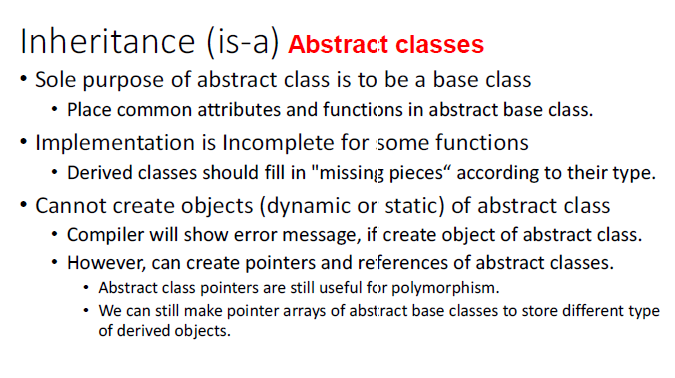 Inheritance (is-a) Abstract classes
• Sole purpose of abstract class is to be a base class
• Place common attributes and functions in abstract base class.
• Implementation is Incomplete for some functions
• Derived classes should fill in "missing pieces“ according to their type.
• Cannot create objects (dynamic or static) of abstract class
• Compiler will show error message, if create object of abstract class.
• However, can create pointers and references of abstract classes.
• Abstract class pointers are still useful for polymorphism.
• We can still make pointer arrays of abstract base classes to store different type
of derived objects.